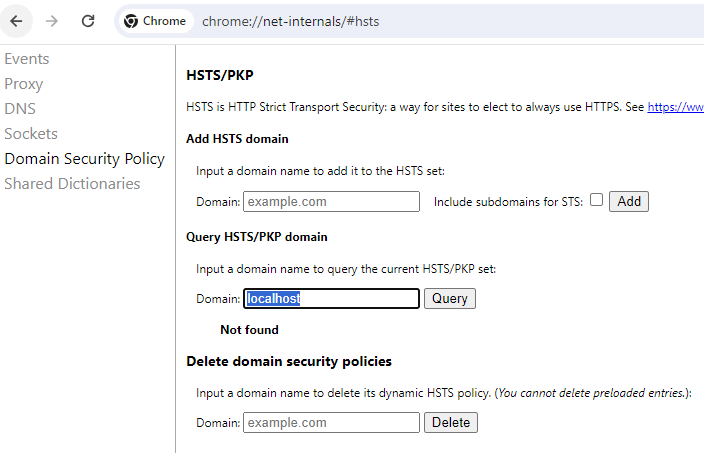 Chrome chrome://net-internals/#hsts
Events
Proxy
DNS
Sockets
Domain Security Policy
Shared Dictionaries
HSTS/PKP
HSTS is HTTP Strict Transport Security: a way for sites to elect to always use HTTPS. See https://ww
Add HSTS domain
Input a domain name to add it to the HSTS set:
Domain: example.com Include subdomains for STS: Add
Query HSTS/PKP domain
Input a domain name to query the current HSTS/PKP set:
Domain: localhost Query
Not found
Delete domain security policies
Input a domain name to delete its dynamic HSTS policy. (You cannot delete preloaded entries.):
Domain: example.com Delete